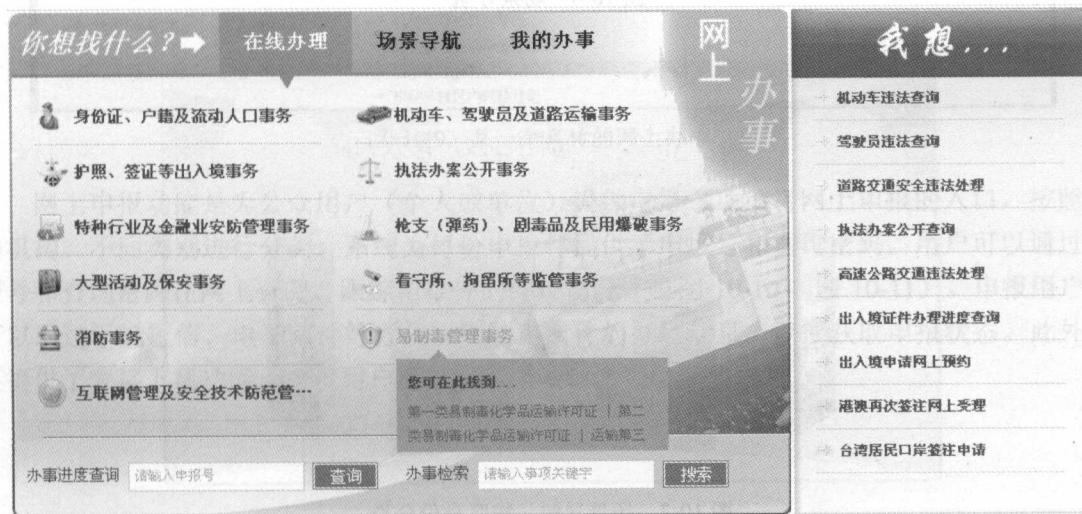 你想找什么？➡ 在线办理 场景导航 我的办事
网上办事
身份证、户籍及流动人口事务
机动车、驾驶员及道路运输事务
护照、签证等出入境事务
执法办案公开事务
特种行业及金融业安防管理事务
枪支（弹药）、剧毒品及民用爆破事务
大型活动及保安事务
看守所、拘留所等监管事务
消防事务
易制毒管理事务
互联网管理及安全技术防范管…
您可在此找到...
第一类易制毒化学品运输许可证 | 第二
类易制毒化学品运输许可证 | 运输第三
办事进度查询 请输入申报号 查询
办事检索 请输入事项关键字 搜索
我想...
机动车违法查询
驾驶员违法查询
道路交通安全违法处理
执法办案公开查询
高速公路交通违法处理
出入境证件办理进度查询
出入境申请网上预约
港澳再次签注网上受理
台湾居民口岸签注申请